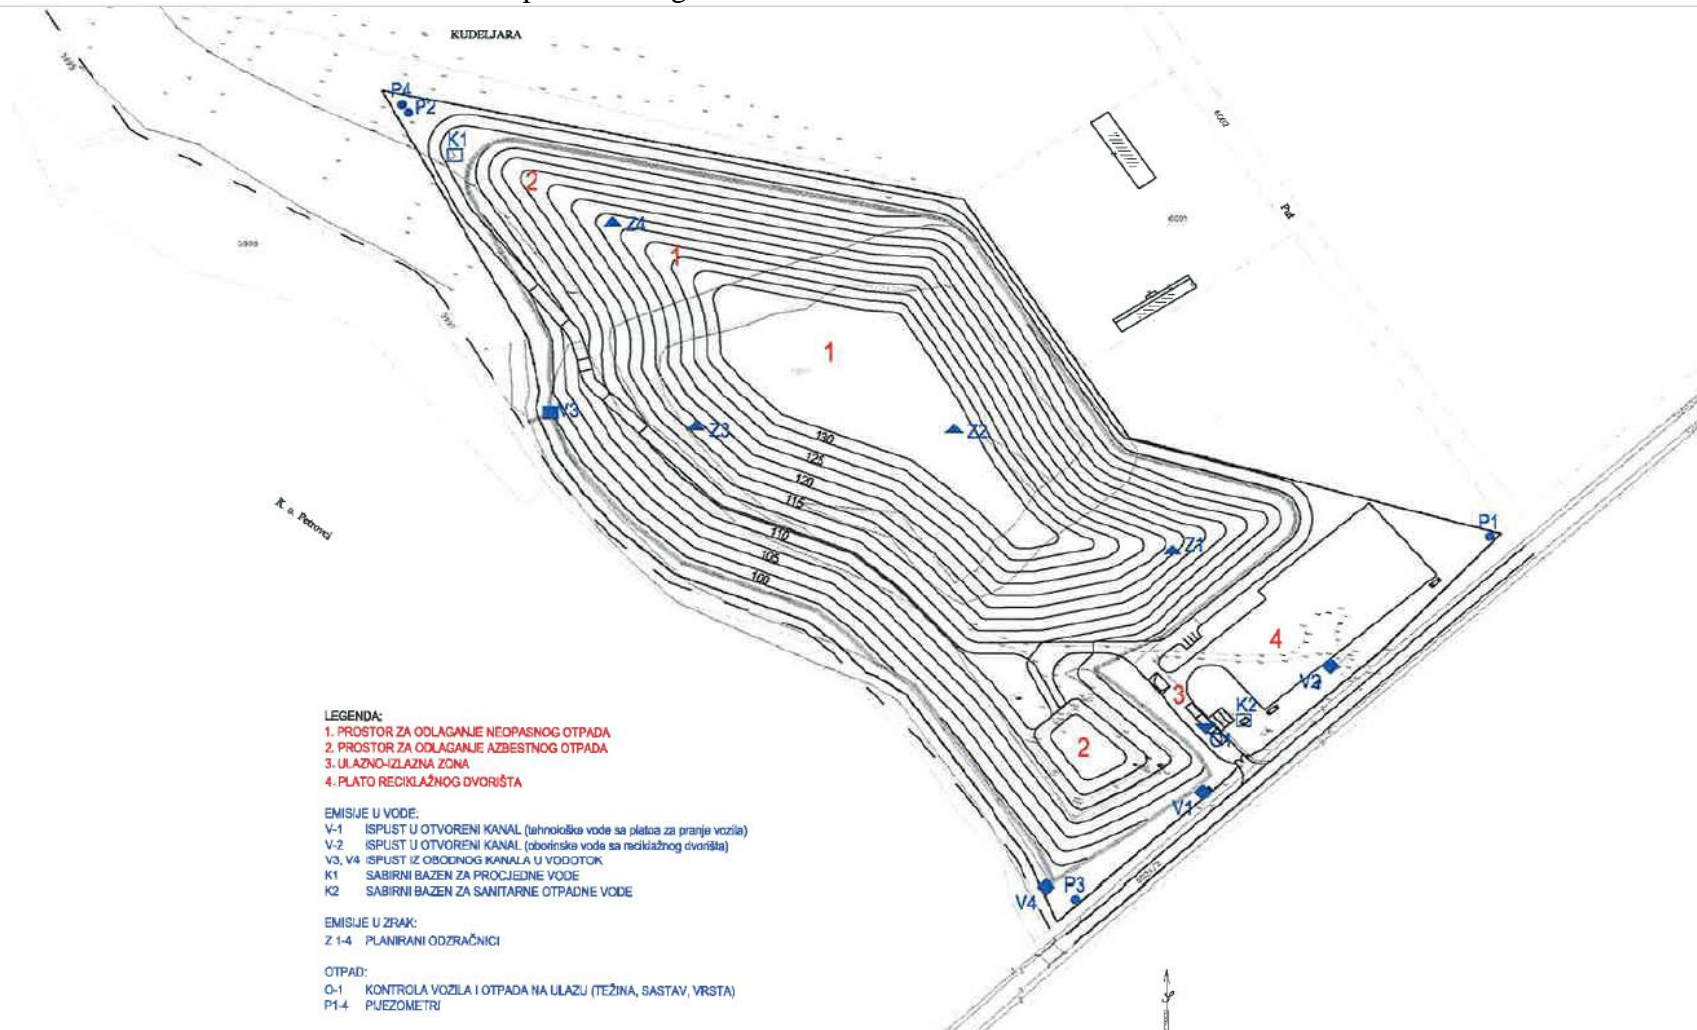 KUDELJARA
P4
P2
K1
2
Z4
1
6002
Put
6001
5998
1
V3
Z3
Z2
130
125
120
115
110
105
100
K. o. Petrovci
P1
Z1
4
V2
3
K2
O1
2
V1
V4
P3
LEGENDA:
1. PROSTOR ZA ODLAGANJE NEOPASNOG OTPADA
2. PROSTOR ZA ODLAGANJE AZBESTNOG OTPADA
3. ULAZNO-IZLAZNA ZONA
4. PLATO RECIKLAŽNOG DVORIŠTA
EMISIJE U VODE:
V-1 ISPUST U OTVORENI KANAL (tehnološke vode sa platoa za pranje vozila)
V-2 ISPUST U OTVORENI KANAL (oborinske vode sa reciklažnog dvorišta)
V3, V4 ISPUST IZ OBODNOG KANALA U VODOTOK
K1 SABIRNI BAZEN ZA PROCJEDNE VODE
K2 SABIRNI BAZEN ZA SANITARNE OTPADNE VODE
EMISIJE U ZRAK:
Z 1-4 PLANIRANI ODZRAČNICI
OTPAD:
O-1 KONTROLA VOZILA I OTPADA NA ULAZU (TEŽINA, SASTAV, VRSTA)
P1-4 PIJEZOMETRI
S